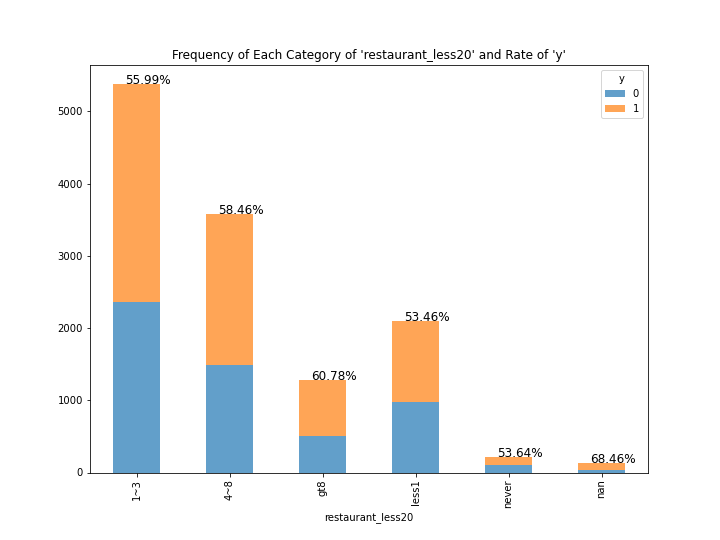 Frequency of Each Category of 'restaurant_less20' and Rate of 'y'
y
0
1
55.99%
58.46%
60.78%
53.46%
53.64%
68.46%
5000
4000
3000
2000
1000
0
1~3
4~8
gt8
less1
never
nan
restaurant_less20